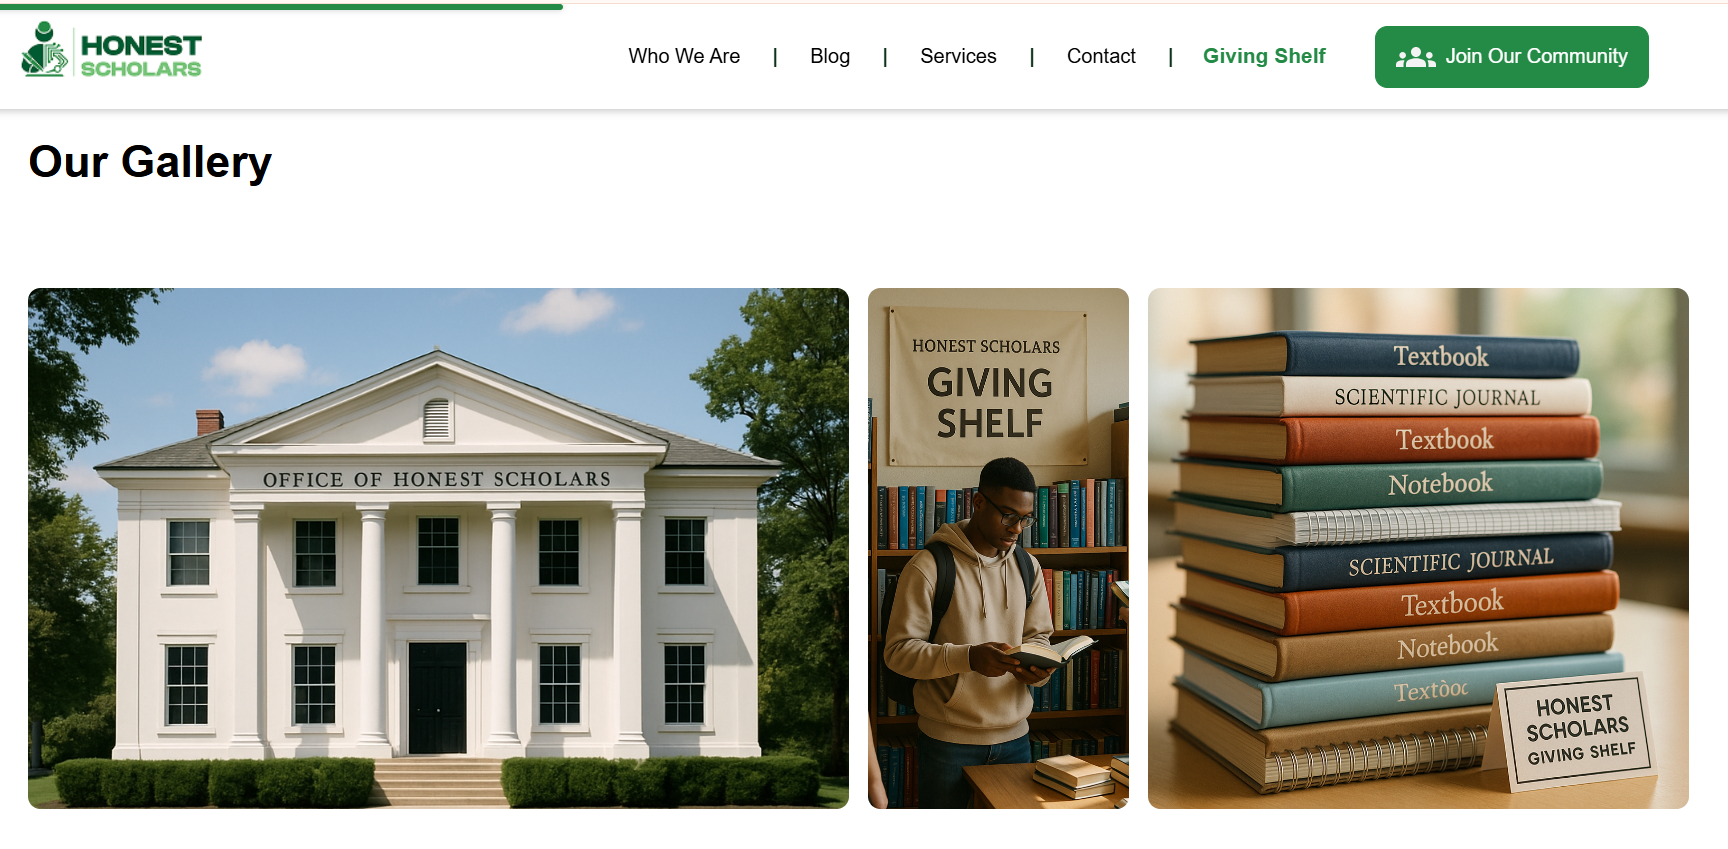 HONEST
SCHOLARS
Who We Are | Blog | Services | Contact | Giving Shelf
Join Our Community
Our Gallery
OFFICE OF HONEST SCHOLARS
HONEST SCHOLARS
GIVING
SHELF
Textbook
SCIENTIFIC JOURNAL
Textbook
Notebook
SCIENTIFIC JOURNAL
Textbook
Notebook
HONEST
SCHOLARS
GIVING SHELF